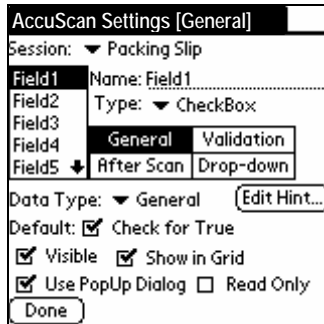 AccuScan Settings [General]
Session: Packing Slip
Field1 Name: Field1
Field2 Type: CheckBox
Field3
Field4 General Validation
Field5 After Scan Drop-down
Data Type: General Edit Hint...
Default: Check for True
Visible Show in Grid
Use PopUp Dialog Read Only
Done